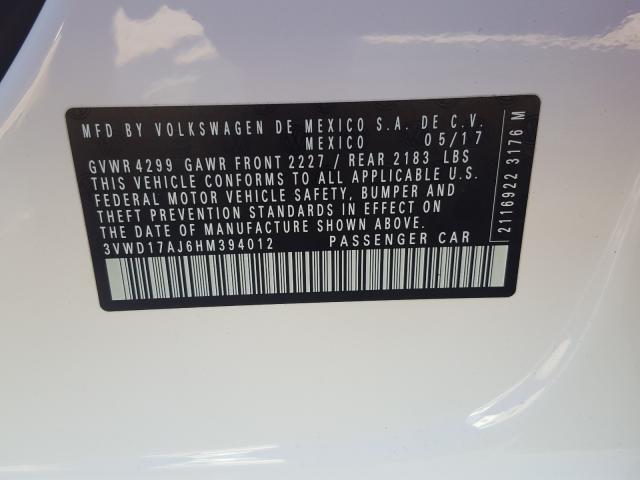 MFD BY VOLKSWAGEN DE MEXICO S.A. DE C.V.
MEXICO 05/17
GVWR 4299 GAWR FRONT 2227 / REAR 2183 LBS
THIS VEHICLE CONFORMS TO ALL APPLICABLE U.S.
FEDERAL MOTOR VEHICLE SAFETY, BUMPER AND
THEFT PREVENTION STANDARDS IN EFFECT ON
THE DATE OF MANUFACTURE SHOWN ABOVE.
3VWD17AJ6HM394012 PASSENGER CAR
2116922 3176 M